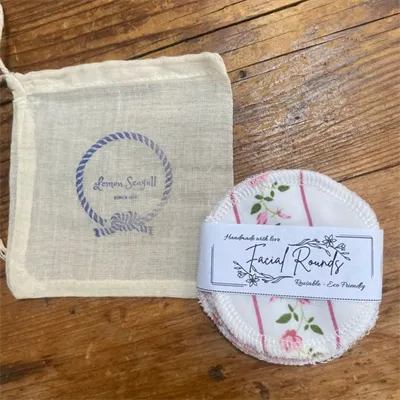 Lemon Seagull
Handmade with love
Facial Rounds
Reusable - Eco Friendly